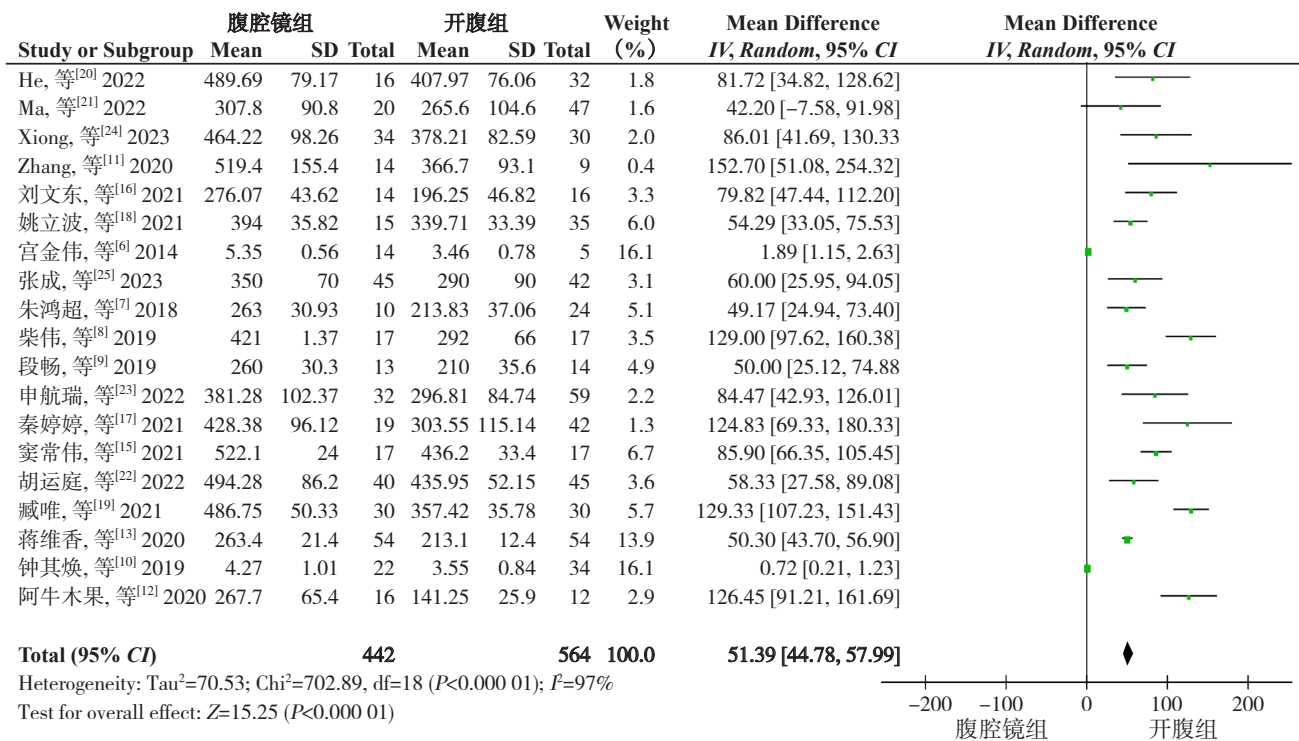 腹腔镜组 开腹组 Weight Mean Difference Mean Difference
Study or Subgroup Mean SD Total Mean SD Total （%） IV, Random, 95% CI IV, Random, 95% CI
He, 等[20] 2022 489.69 79.17 16 407.97 76.06 32 1.8 81.72 [34.82, 128.62]
Ma, 等[21] 2022 307.8 90.8 20 265.6 104.6 47 1.6 42.20 [−7.58, 91.98]
Xiong, 等[24] 2023 464.22 98.26 34 378.21 82.59 30 2.0 86.01 [41.69, 130.33
Zhang, 等[11] 2020 519.4 155.4 14 366.7 93.1 9 0.4 152.70 [51.08, 254.32]
刘文东, 等[16] 2021 276.07 43.62 14 196.25 46.82 16 3.3 79.82 [47.44, 112.20]
姚立波, 等[18] 2021 394 35.82 15 339.71 33.39 35 6.0 54.29 [33.05, 75.53]
宫金伟, 等[6] 2014 5.35 0.56 14 3.46 0.78 5 16.1 1.89 [1.15, 2.63]
张成, 等[25] 2023 350 70 45 290 90 42 3.1 60.00 [25.95, 94.05]
朱鸿超, 等[7] 2018 263 30.93 10 213.83 37.06 24 5.1 49.17 [24.94, 73.40]
柴伟, 等[8] 2019 421 1.37 17 292 66 17 3.5 129.00 [97.62, 160.38]
段畅, 等[9] 2019 260 30.3 13 210 35.6 14 4.9 50.00 [25.12, 74.88
申航瑞, 等[23] 2022 381.28 102.37 32 296.81 84.74 59 2.2 84.47 [42.93, 126.01]
秦婷婷, 等[17] 2021 428.38 96.12 19 303.55 115.14 42 1.3 124.83 [69.33, 180.33]
窦常伟, 等[15] 2021 522.1 24 17 436.2 33.4 17 6.7 85.90 [66.35, 105.45]
胡运庭, 等[22] 2022 494.28 86.2 40 435.95 52.15 45 3.6 58.33 [27.58, 89.08]
臧唯, 等[19] 2021 486.75 50.33 30 357.42 35.78 30 5.7 129.33 [107.23, 151.43]
蒋维香, 等[13] 2020 263.4 21.4 54 213.1 12.4 54 13.9 50.30 [43.70, 56.90]
钟其焕, 等[10] 2019 4.27 1.01 22 3.55 0.84 34 16.1 0.72 [0.21, 1.23]
阿牛木果, 等[12] 2020 267.7 65.4 16 141.25 25.9 12 2.9 126.45 [91.21, 161.69]
Total (95% CI) 442 564 100.0 51.39 [44.78, 57.99]
Heterogeneity: Tau²=70.53; Chi²=702.89, df=18 (P<0.000 01); I²=97%
Test for overall effect: Z=15.25 (P<0.000 01)
−200 −100 0 100 200
腹腔镜组 开腹组